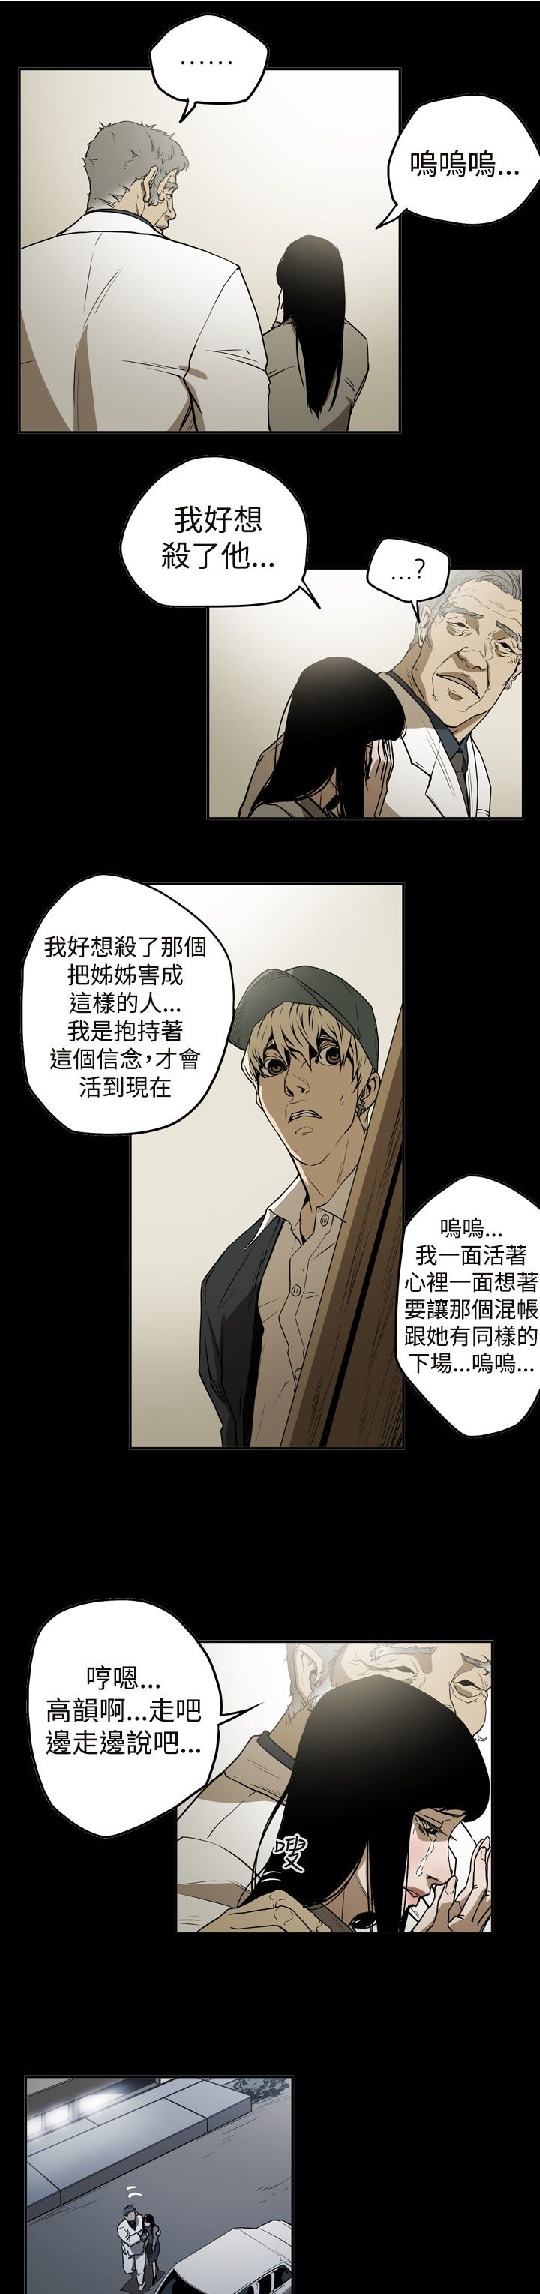 ......
嗚嗚嗚...
我好想
殺了他...
...?
我好想殺了那個
把姊姊害成
這樣的人...
我是抱持著
這個信念，才會
活到現在
嗚嗚...
我一面活著
心裡一面想著
要讓那個混帳
跟她有同樣的
下場...嗚嗚...
哼嗯...
高韻啊...走吧
邊走邊說吧...
嗖